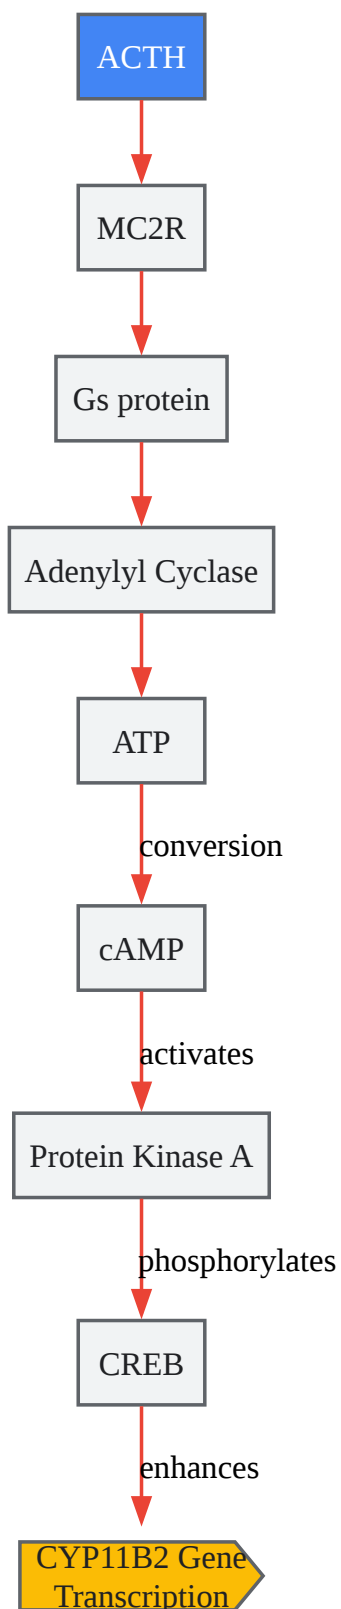 ACTH
MC2R
Gs protein
Adenylyl Cyclase
ATP
conversion
cAMP
activates
Protein Kinase A
phosphorylates
CREB
enhances
CYP11B2 Gene
Transcription